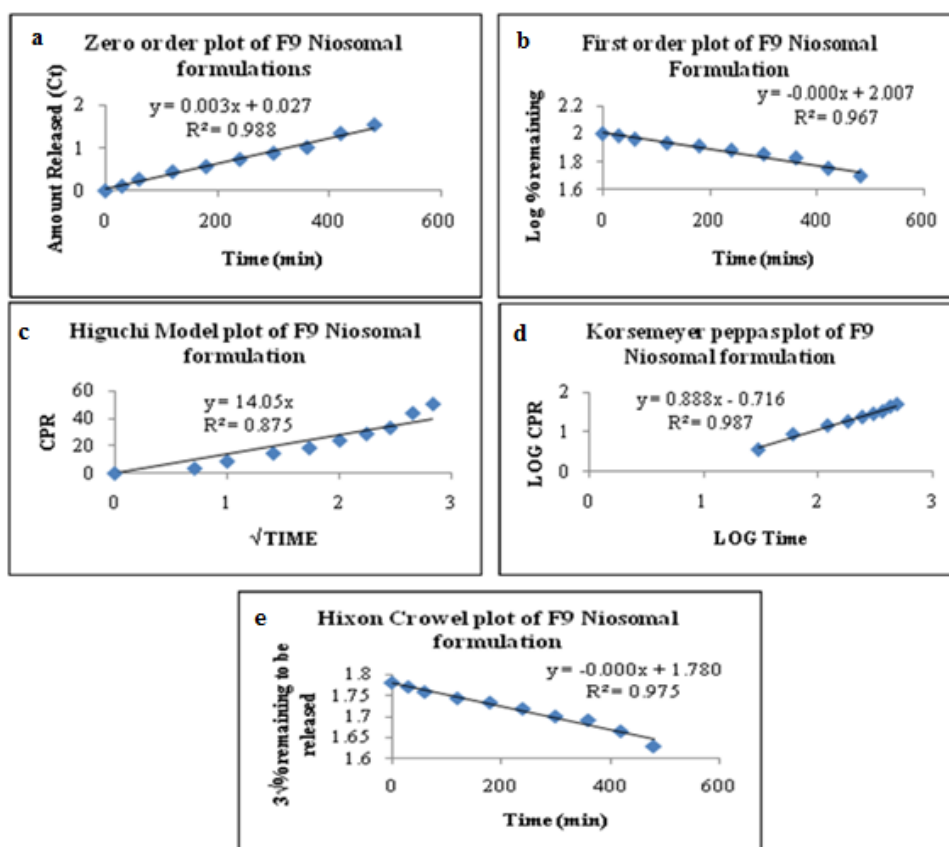 a
Zero order plot of F9 Niosomal
formulations
Amount Released (Ct)
2
1
0
y = 0.003x + 0.027
R² = 0.988
0 200 400 600
Time (min)
b
First order plot of F9 Niosomal
Formulation
Log %remaining
2.2
2
1.8
1.6
y = -0.000x + 2.007
R² = 0.967
0 200 400 600
Time (mins)
c
Higuchi Model plot of F9 Niosomal
formulation
CPR
60
40
20
0
y = 14.05x
R² = 0.875
0 1 2 3
√TIME
d
Korsemeyer peppas plot of F9
Niosomal formulation
LOG CPR
2
1
0
y = 0.888x - 0.716
R² = 0.987
0 1 2 3
LOG Time
e
Hixon Crowel plot of F9 Niosomal
formulation
3√%remaining to be
released
1.8
1.75
1.7
1.65
1.6
y = -0.000x + 1.780
R² = 0.975
0 200 400 600
Time (min)